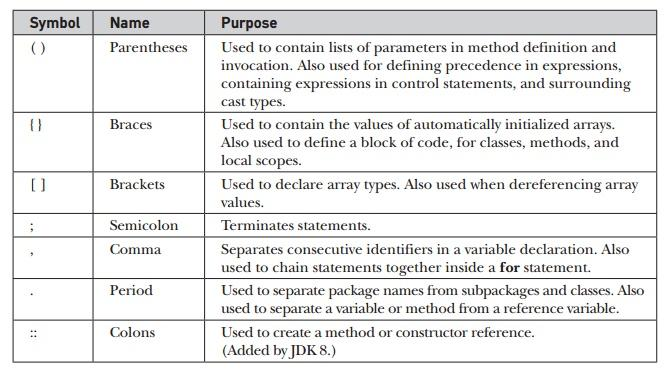 Symbol Name Purpose
( ) Parentheses Used to contain lists of parameters in method definition and
invocation. Also used for defining precedence in expressions,
containing expressions in control statements, and surrounding
cast types.
{ } Braces Used to contain the values of automatically initialized arrays.
Also used to define a block of code, for classes, methods, and
local scopes.
[ ] Brackets Used to declare array types. Also used when dereferencing array
values.
; Semicolon Terminates statements.
, Comma Separates consecutive identifiers in a variable declaration. Also
used to chain statements together inside a for statement.
. Period Used to separate package names from subpackages and classes. Also
used to separate a variable or method from a reference variable.
:: Colons Used to create a method or constructor reference.
(Added by JDK 8.)